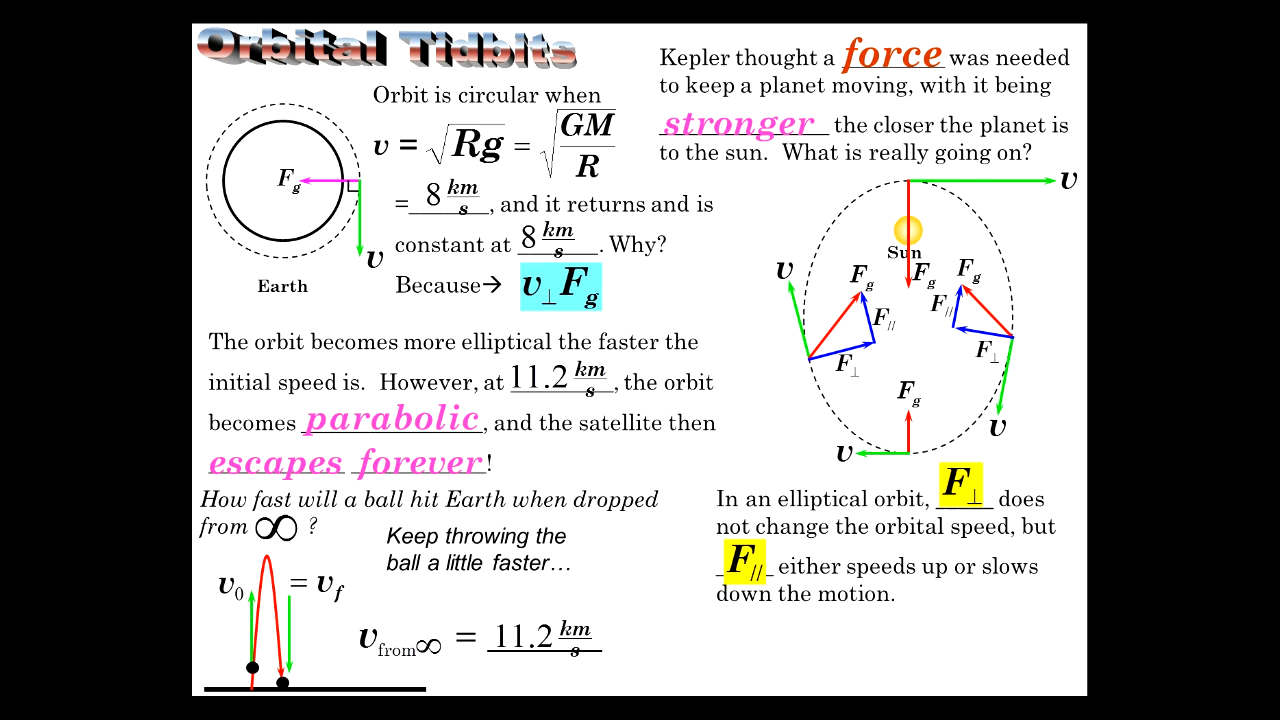 Orbital Tidbits
Orbit is circular when
v = √Rg = √GM/R
= 8 km/s, and it returns and is
constant at 8 km/s. Why?
Because→ v⊥Fg
Fg
v
Earth
The orbit becomes more elliptical the faster the
initial speed is. However, at 11.2 km/s, the orbit
becomes parabolic, and the satellite then
escapes forever!
How fast will a ball hit Earth when dropped
from ∞ ?
Keep throwing the
ball a little faster…
v0 = vf
vfrom∞ = 11.2 km/s
Kepler thought a force was needed
to keep a planet moving, with it being
stronger the closer the planet is
to the sun. What is really going on?
v
Sun
v
Fg
Fg
Fg
F//
F//
F⊥
F⊥
Fg
v
v
In an elliptical orbit, F⊥ does
not change the orbital speed, but
F// either speeds up or slows
down the motion.